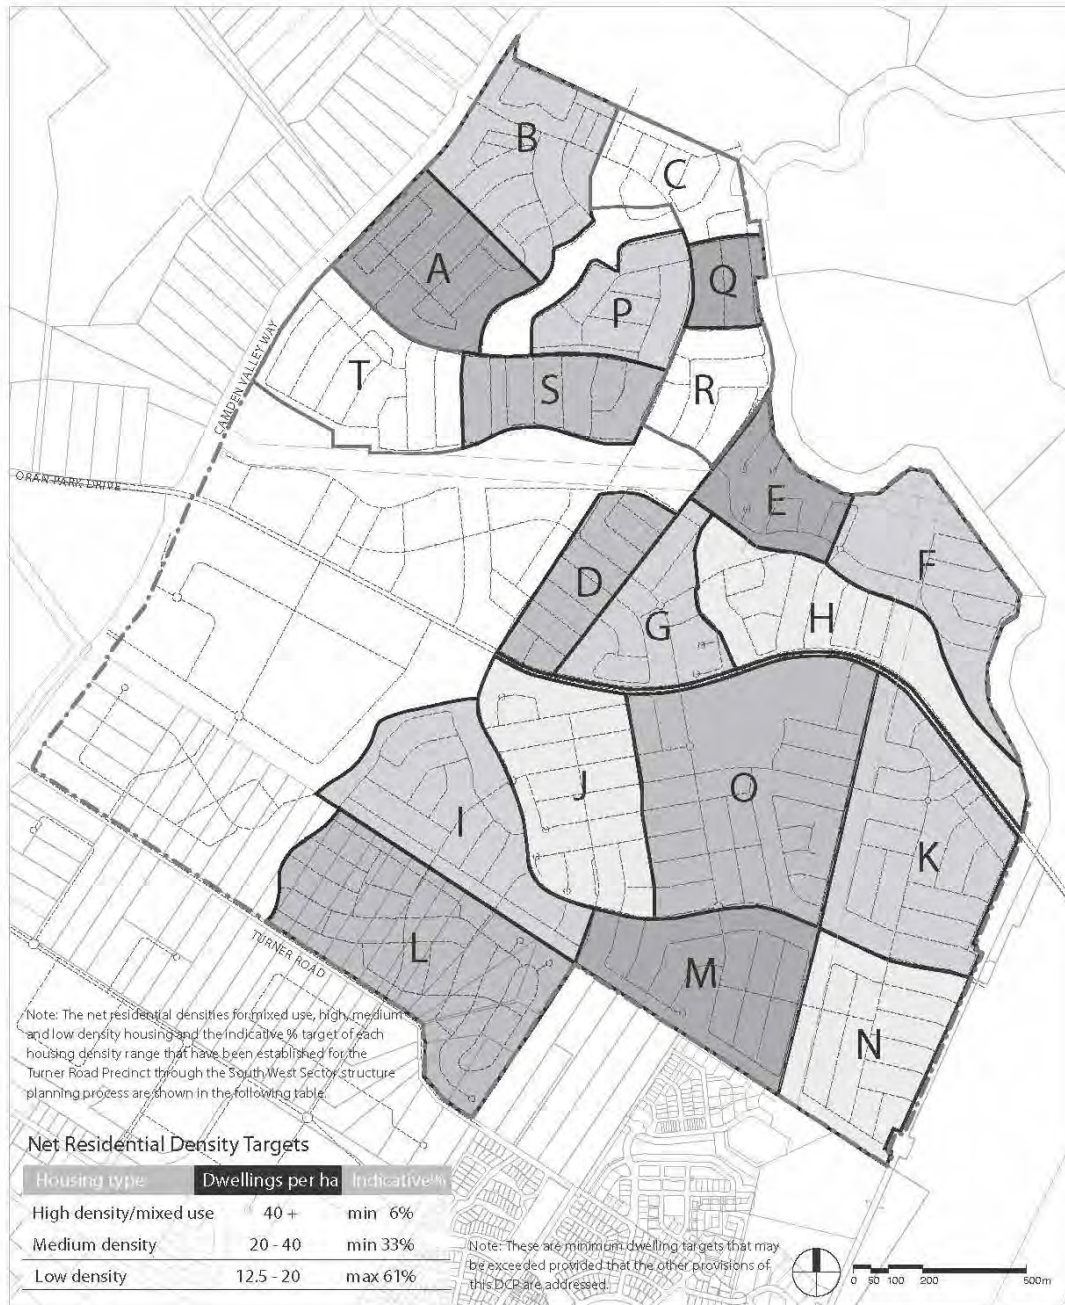 B
C
A
Q
P
T
S
R
CAMDEN VALLEY WAY
ORAN PARK DRIVE
E
D
F
G
H
J
I
O
K
L
M
N
TURNER ROAD
Note: The net residential densities for mixed use, high, medium
and low density housing and the indicative % target of each
housing density range that have been established for the
Turner Road Precinct through the South West Sector structure
planning process are shown in the following table.
Net Residential Density Targets
Housing type Dwellings per ha Indicative(%)
High density/mixed use 40 + min 6%
Medium density 20 - 40 min 33%
Low density 12.5 - 20 max 61%
Note: These are minimum dwelling targets that may
be exceeded provided that the other provisions of
this DCP are addressed.
0 50 100 200 500m